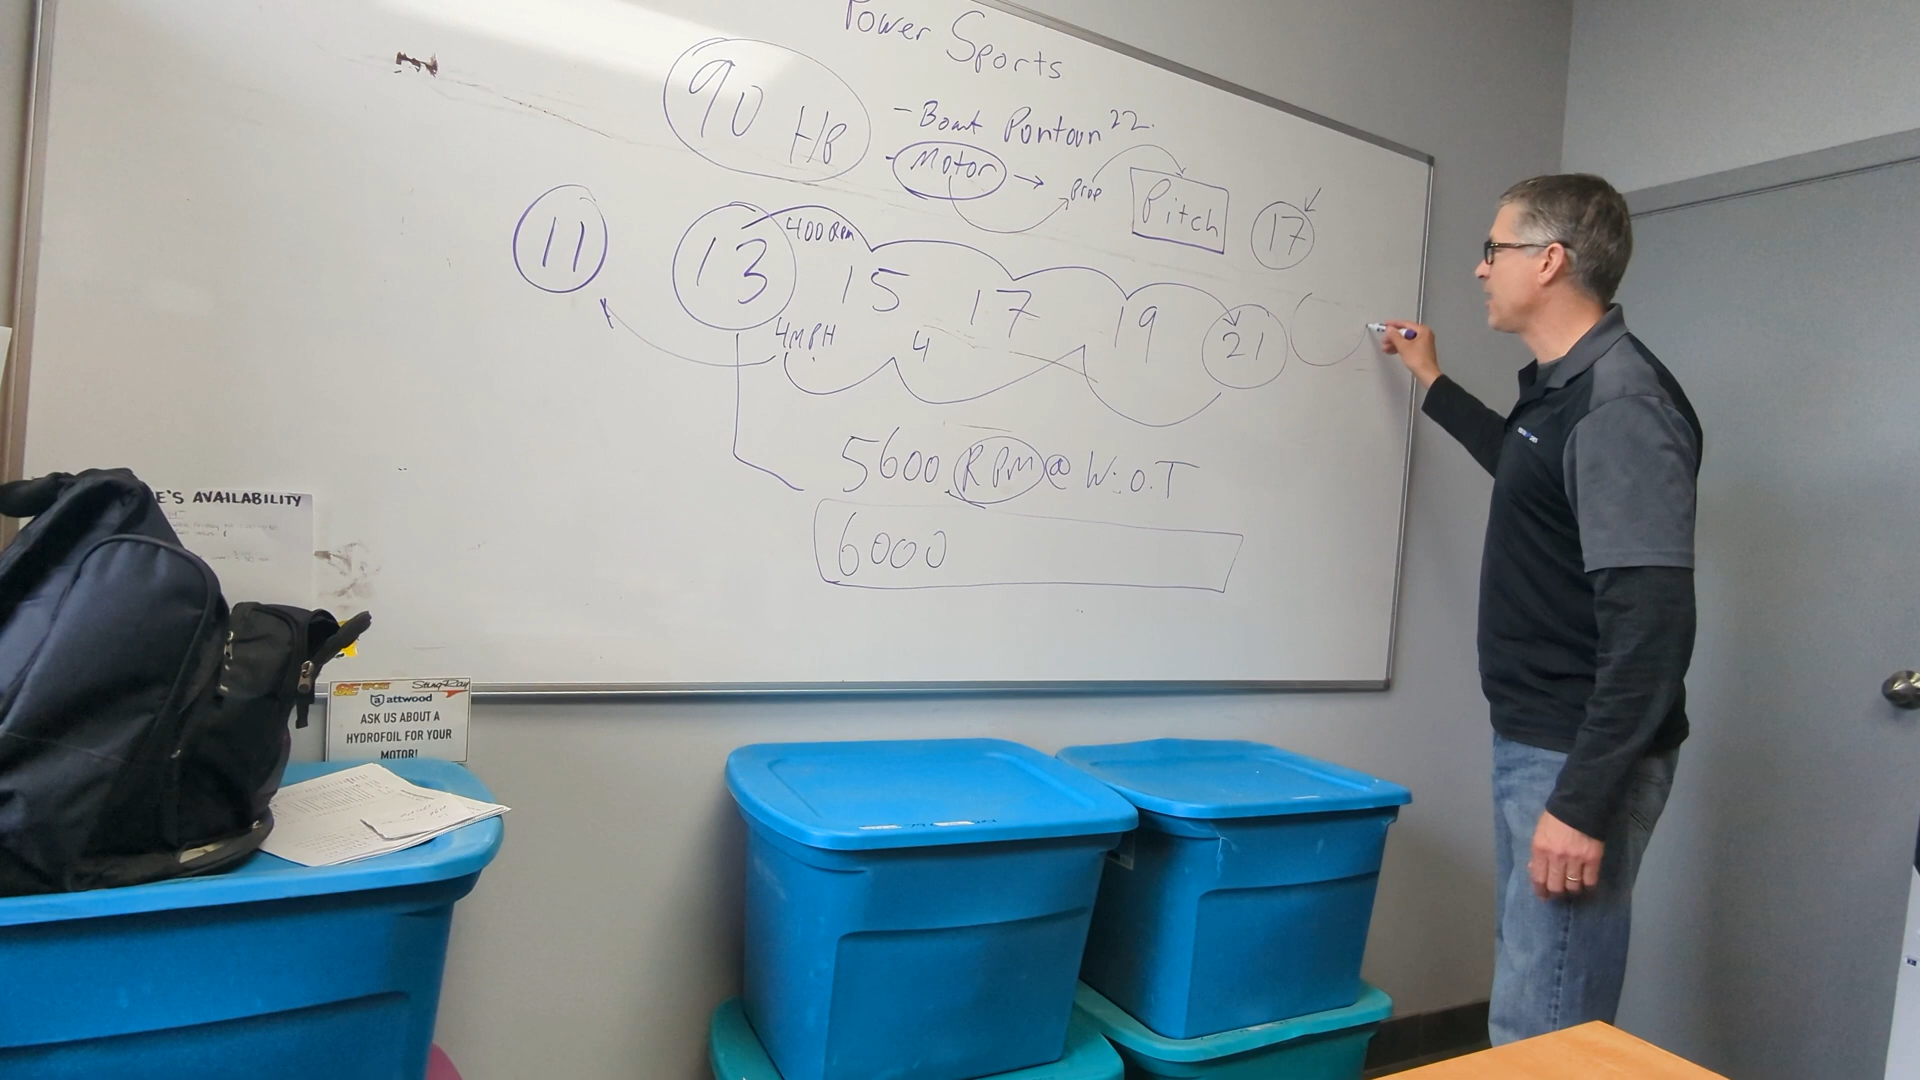 Power Sports
90 H/P
- Boat Pontoon 22
- Motor → Prop Pitch 17
11 13 400 RPM 15 17 19 21
4MPH 4
5600 RPM @ W.O.T
6000
E'S AVAILABILITY
StingRay
attwood
ASK US ABOUT A
HYDROFOIL FOR YOUR
MOTOR!